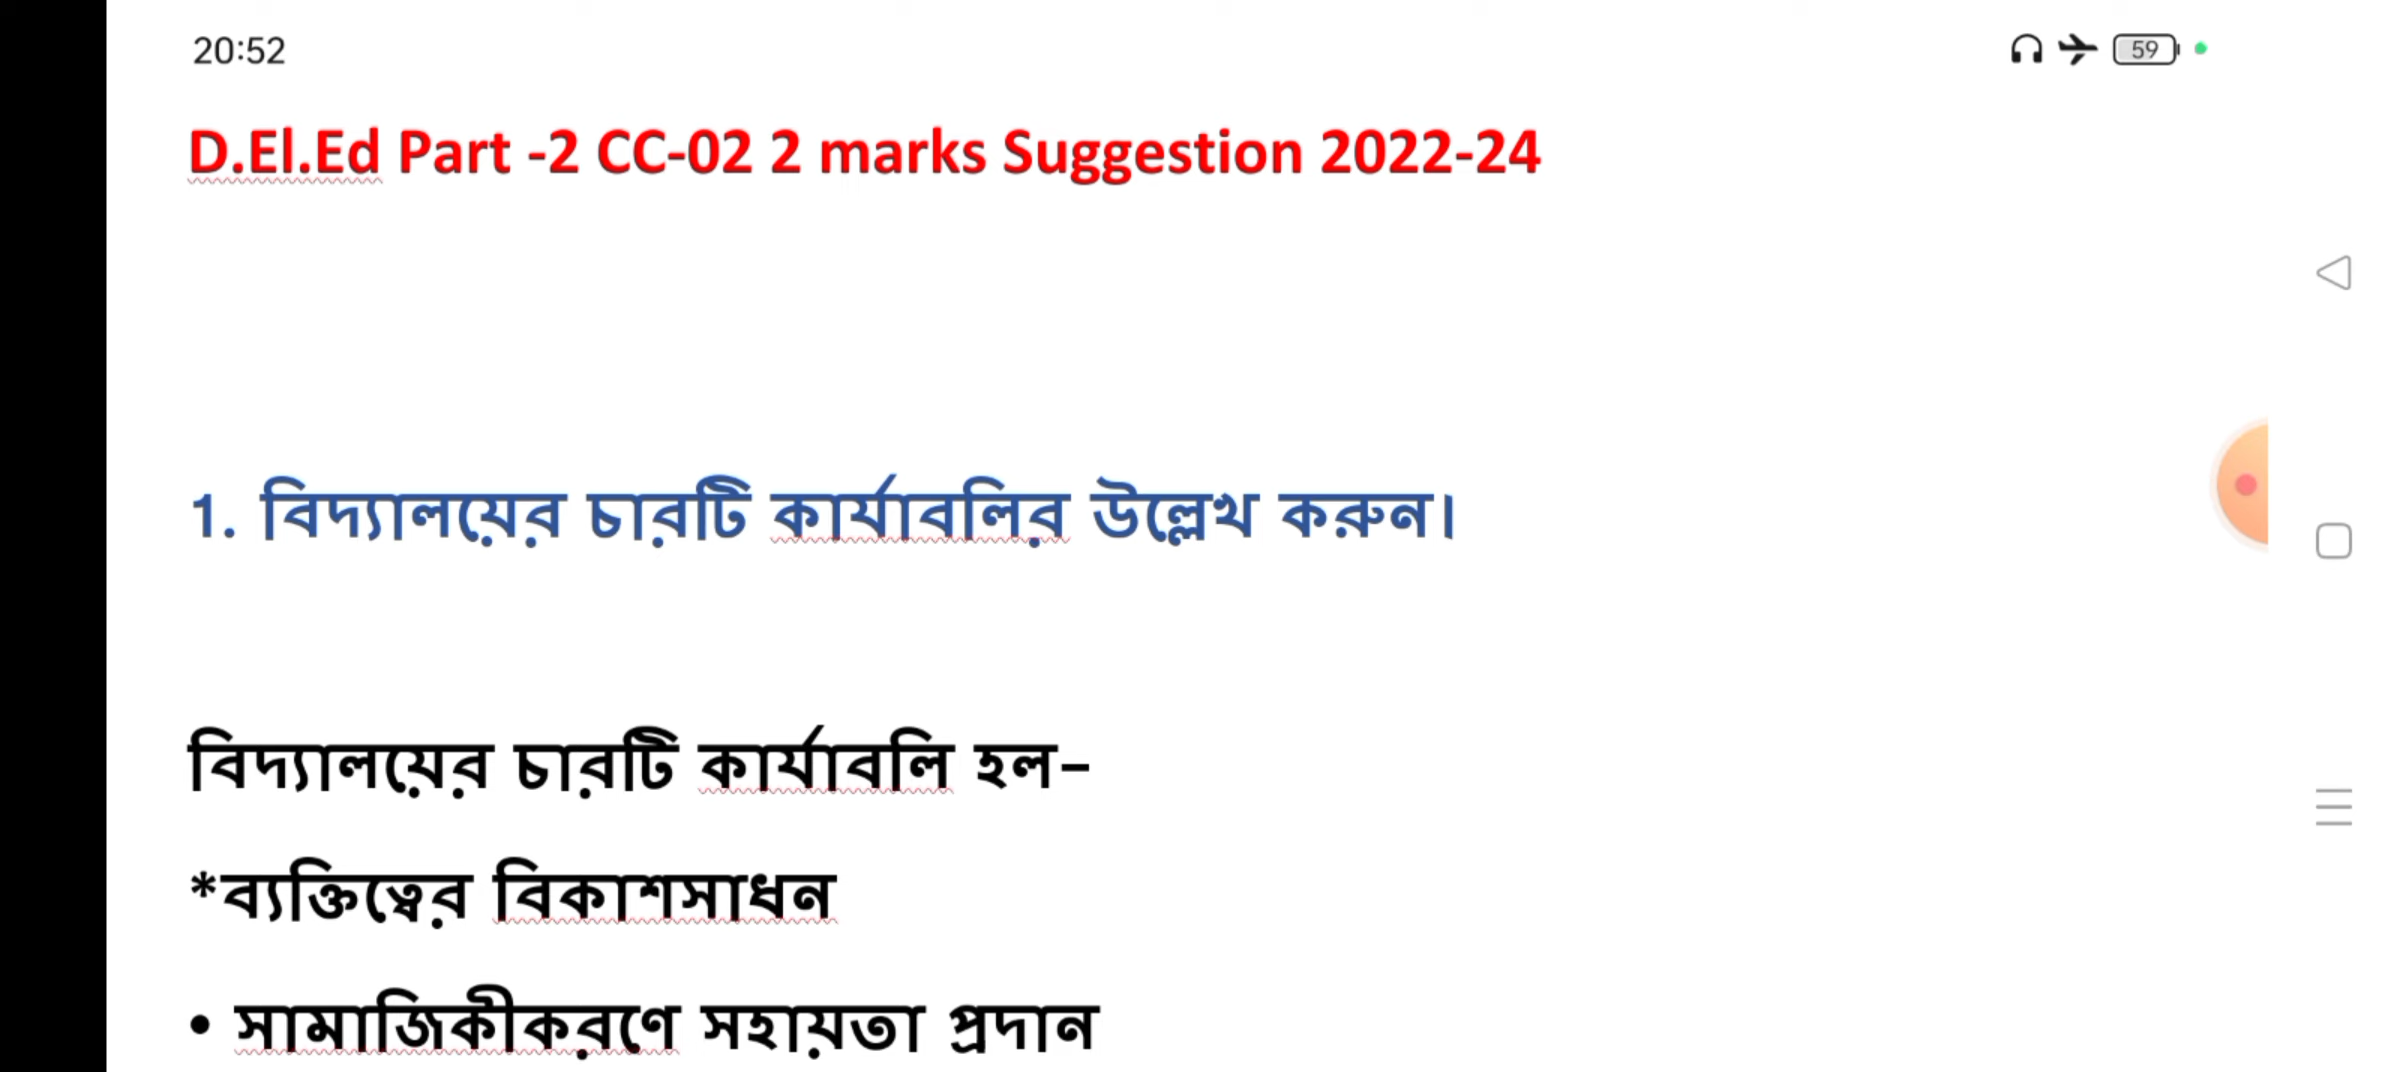 20:52
59
D.El.Ed Part -2 CC-02 2 marks Suggestion 2022-24
1. বিদ্যালয়ের চারটি কার্যাবলির উল্লেখ করুন।
বিদ্যালয়ের চারটি কার্যাবলি হল–
*ব্যক্তিত্বের বিকাশসাধন
• সামাজিকীকরণে সহায়তা প্রদান